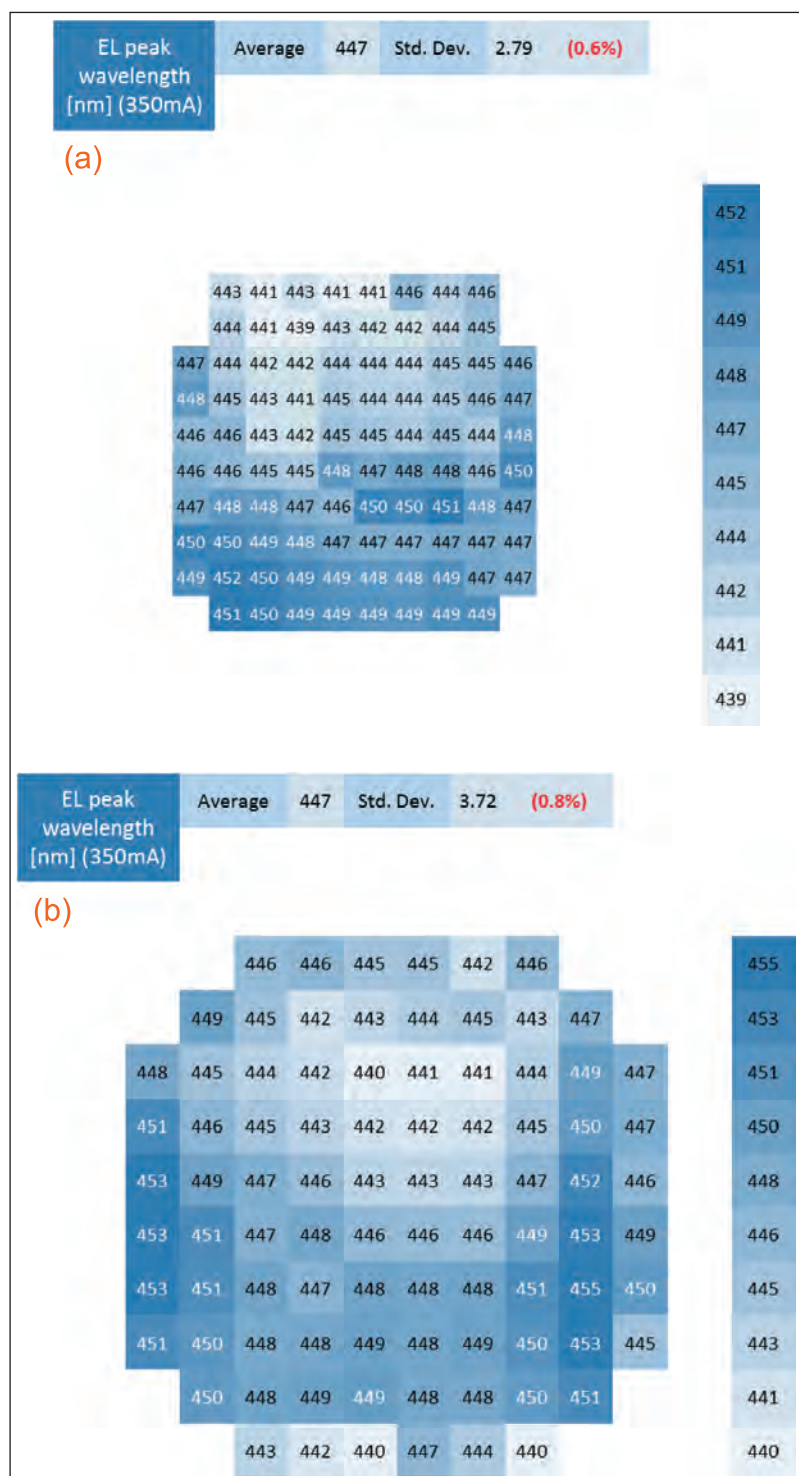 EL peak
wavelength
[nm] (350mA)
Average 447 Std. Dev. 2.79 (0.6%)
(a)
443 441 443 441 441 446 444 446
444 441 439 443 442 442 444 445
447 444 442 442 444 444 444 445 445 446
448 445 443 441 445 444 444 445 446 447
446 446 443 442 445 445 444 445 444 448
446 446 445 445 448 447 448 448 446 450
447 448 448 447 446 450 450 451 448 447
450 450 449 448 447 447 447 447 447 447
449 452 450 449 449 448 448 449 447 447
451 450 449 449 449 449 449 449
452
451
449
448
447
445
444
442
441
439
EL peak
wavelength
[nm] (350mA)
Average 447 Std. Dev. 3.72 (0.8%)
(b)
446 446 445 445 442 446
449 445 442 443 444 445 443 447
448 445 444 442 440 441 441 444 449 447
451 446 445 443 442 442 442 445 450 447
453 449 447 446 443 443 443 447 452 446
453 451 447 448 446 446 446 449 453 449
453 451 448 447 448 448 448 451 455 450
451 450 448 448 449 448 449 450 453 445
450 448 449 449 448 448 450 451
443 442 440 447 444 440
455
453
451
450
448
446
445
443
441
440